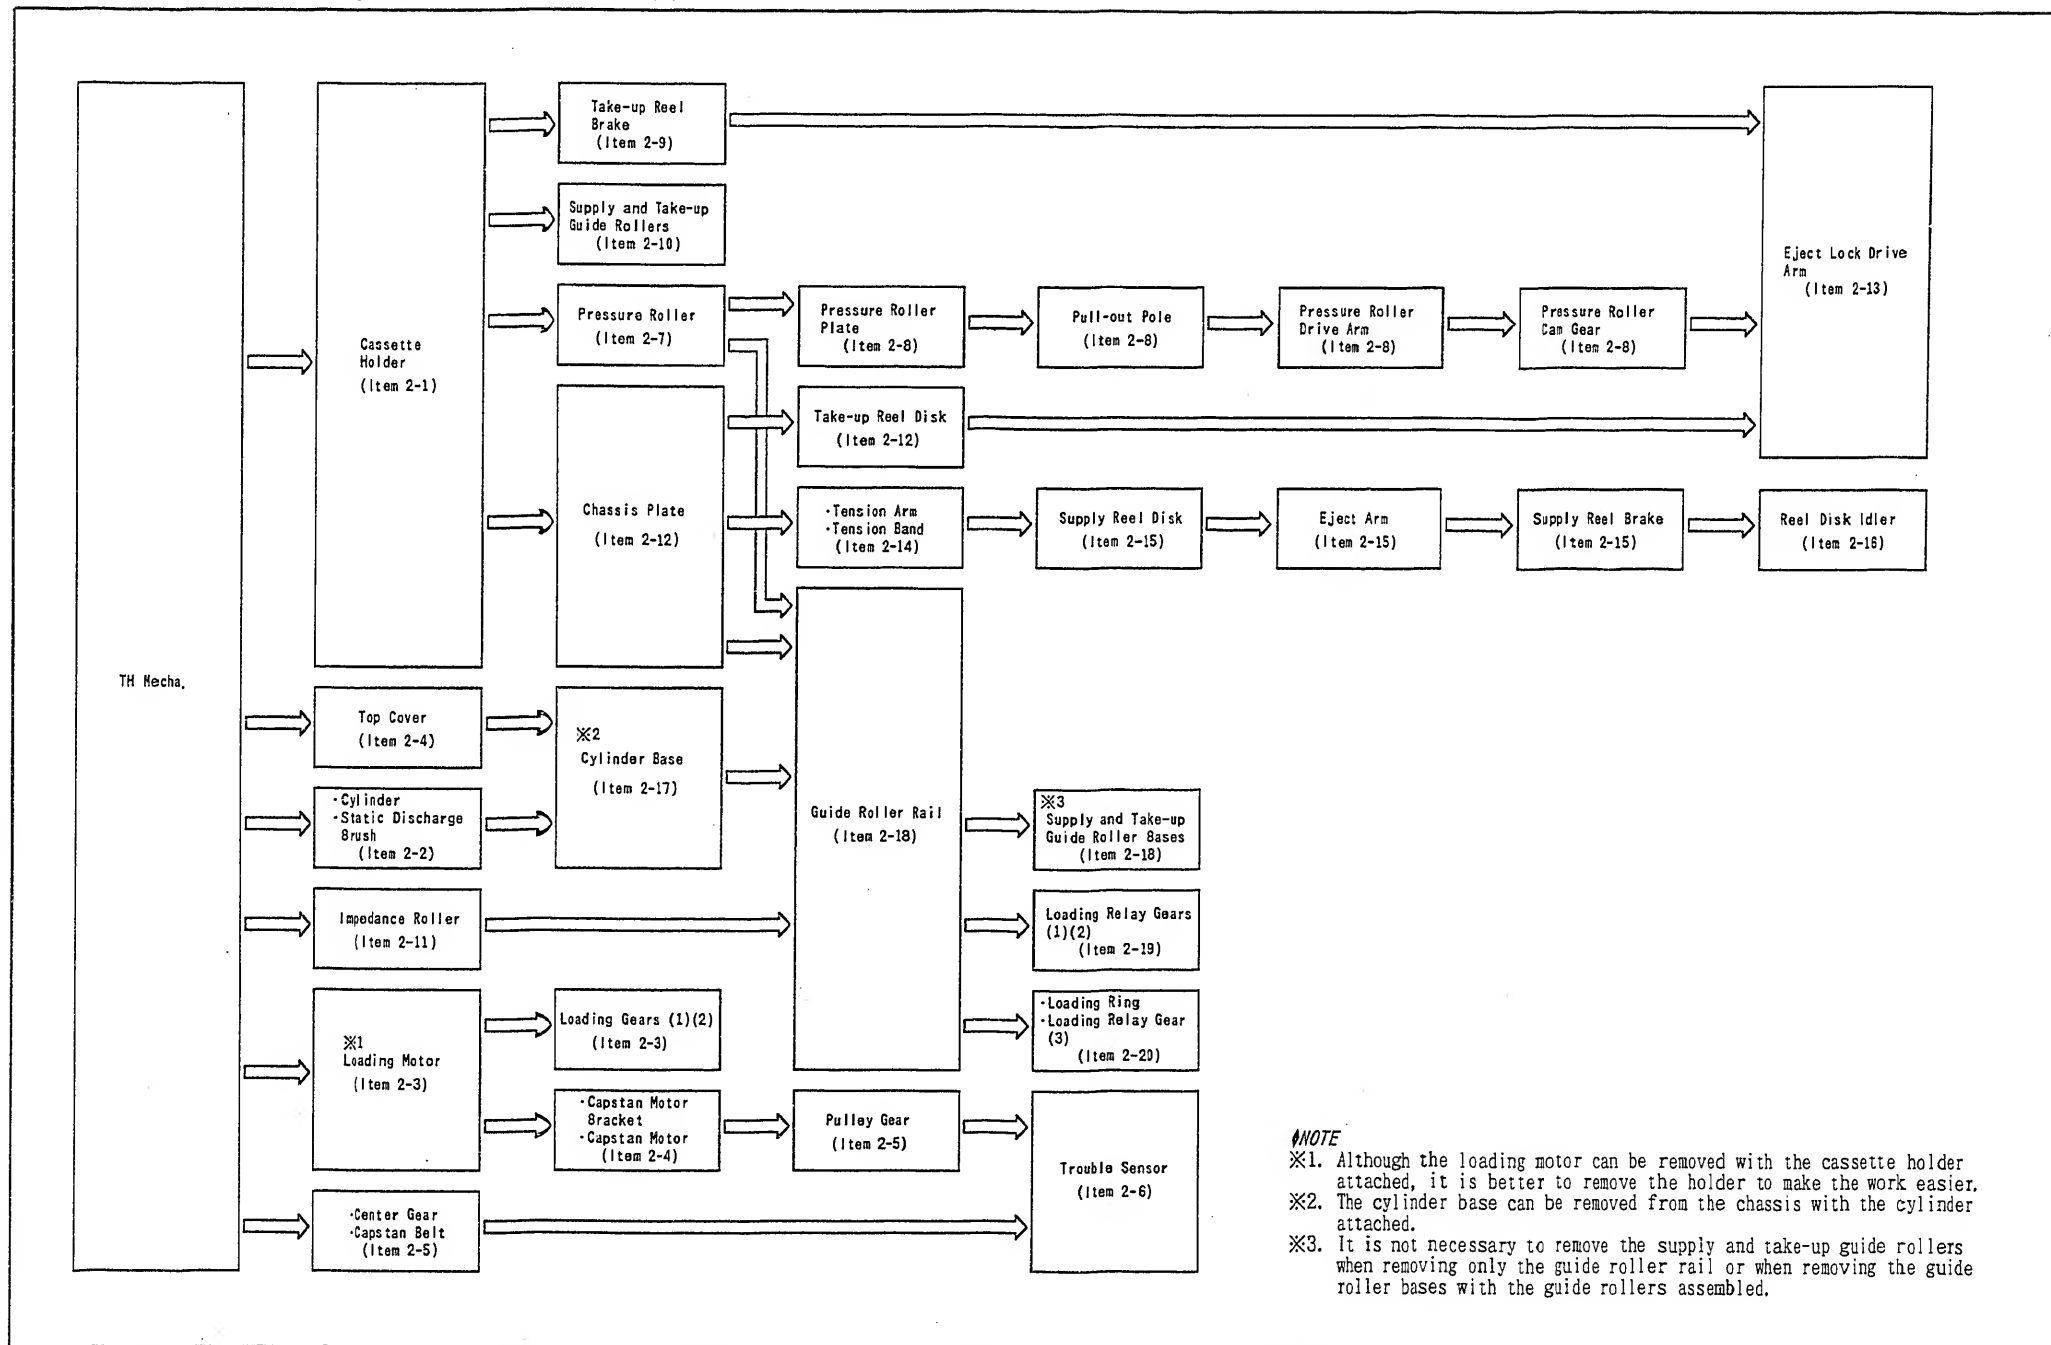 TH Mecha.
Cassette
Holder
(Item 2-1)
Top Cover
(Item 2-4)
·Cylinder
·Static Discharge
Brush
(Item 2-2)
Impedance Roller
(Item 2-11)
※1
Loading Motor
(Item 2-3)
·Center Gear
·Capstan Belt
(Item 2-5)
Take-up Reel
Brake
(Item 2-9)
Supply and Take-up
Guide Rollers
(Item 2-10)
Pressure Roller
(Item 2-7)
Chassis Plate
(Item 2-12)
※2
Cylinder Base
(Item 2-17)
Loading Gears (1)(2)
(Item 2-3)
·Capstan Motor
Bracket
·Capstan Motor
(Item 2-4)
Pressure Roller
Plate
(Item 2-8)
Take-up Reel Disk
(Item 2-12)
·Tension Arm
·Tension Band
(Item 2-14)
Guide Roller Rail
(Item 2-18)
Pulley Gear
(Item 2-5)
Pull-out Pole
(Item 2-8)
Supply Reel Disk
(Item 2-15)
※3
Supply and Take-up
Guide Roller Bases
(Item 2-18)
Loading Relay Gears
(1)(2)
(Item 2-19)
·Loading Ring
·Loading Relay Gear
(3)
(Item 2-20)
Trouble Sensor
(Item 2-6)
Pressure Roller
Drive Arm
(Item 2-8)
Eject Arm
(Item 2-15)
Pressure Roller
Cam Gear
(Item 2-8)
Supply Reel Brake
(Item 2-15)
Eject Lock Drive
Arm
(Item 2-13)
Reel Disk Idler
(Item 2-16)
NOTE
※1. Although the loading motor can be removed with the cassette holder
attached, it is better to remove the holder to make the work easier.
※2. The cylinder base can be removed from the chassis with the cylinder
attached.
※3. It is not necessary to remove the supply and take-up guide rollers
when removing only the guide roller rail or when removing the guide
roller bases with the guide rollers assembled.